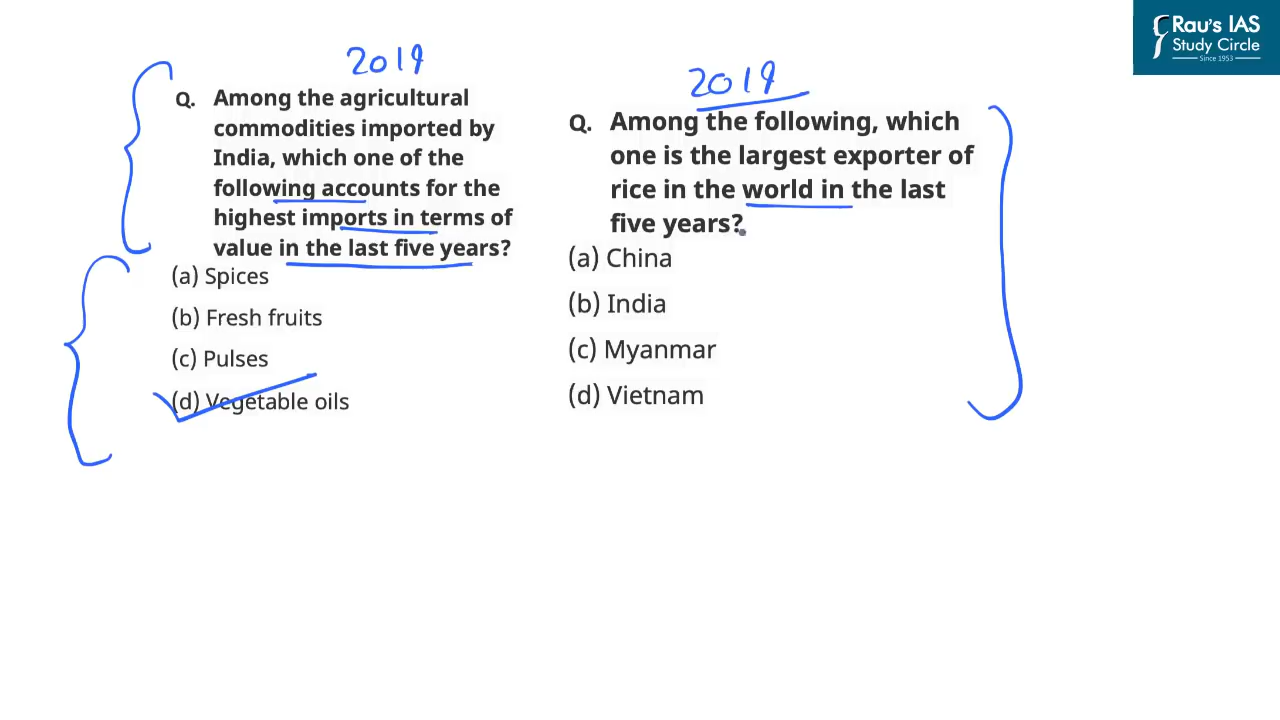 Rau's IAS
Study Circle
Since 1953
2019
Q. Among the agricultural
commodities imported by
India, which one of the
following accounts for the
highest imports in terms of
value in the last five years?
(a) Spices
(b) Fresh fruits
(c) Pulses
(d) Vegetable oils
2019
Q. Among the following, which
one is the largest exporter of
rice in the world in the last
five years?
(a) China
(b) India
(c) Myanmar
(d) Vietnam